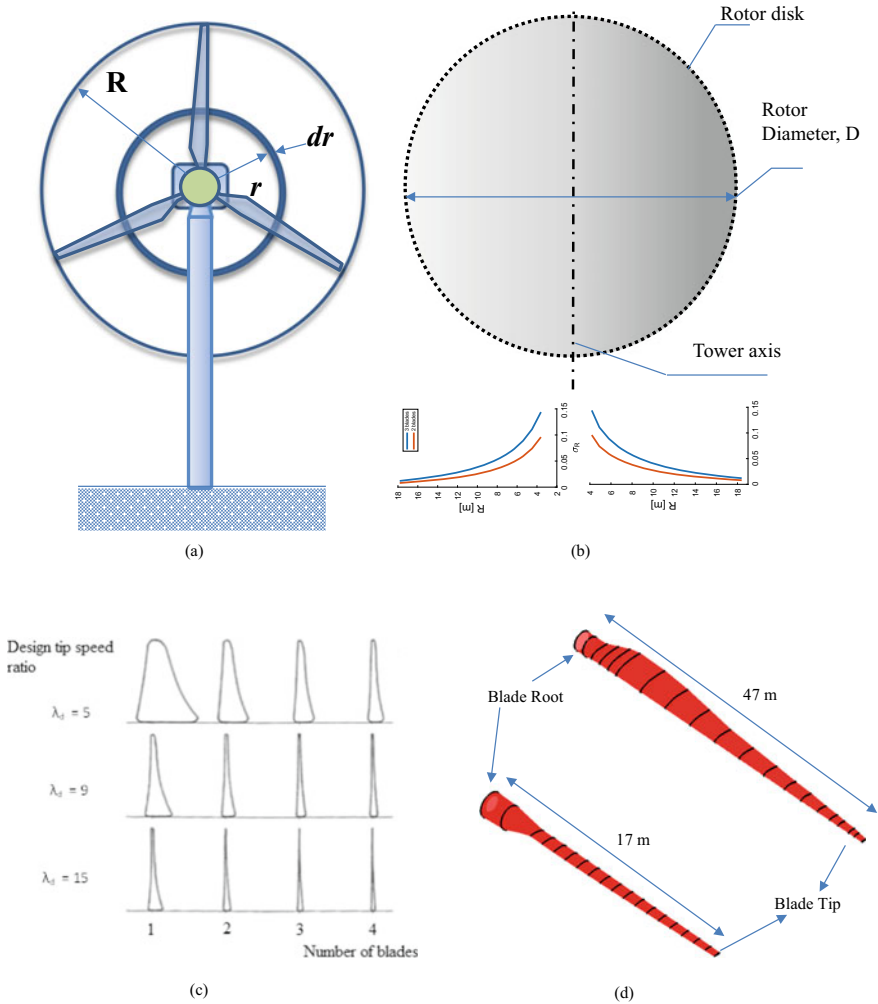 R
dr
r
(a)
Rotor disk
Rotor
Diameter, D
Tower axis
3 blades
2 blades
18 16 14 12 10 8 6 4 2
R [m]
0 0.05 0.1 0.15
σR
4 6 8 10 12 14 16 18
R [m]
0 0.05 0.1 0.15
(b)
Design tip speed
ratio
λd = 5
λd = 9
λd = 15
1 2 3 4
Number of blades
(c)
Blade Root
47 m
17 m
Blade Tip
(d)